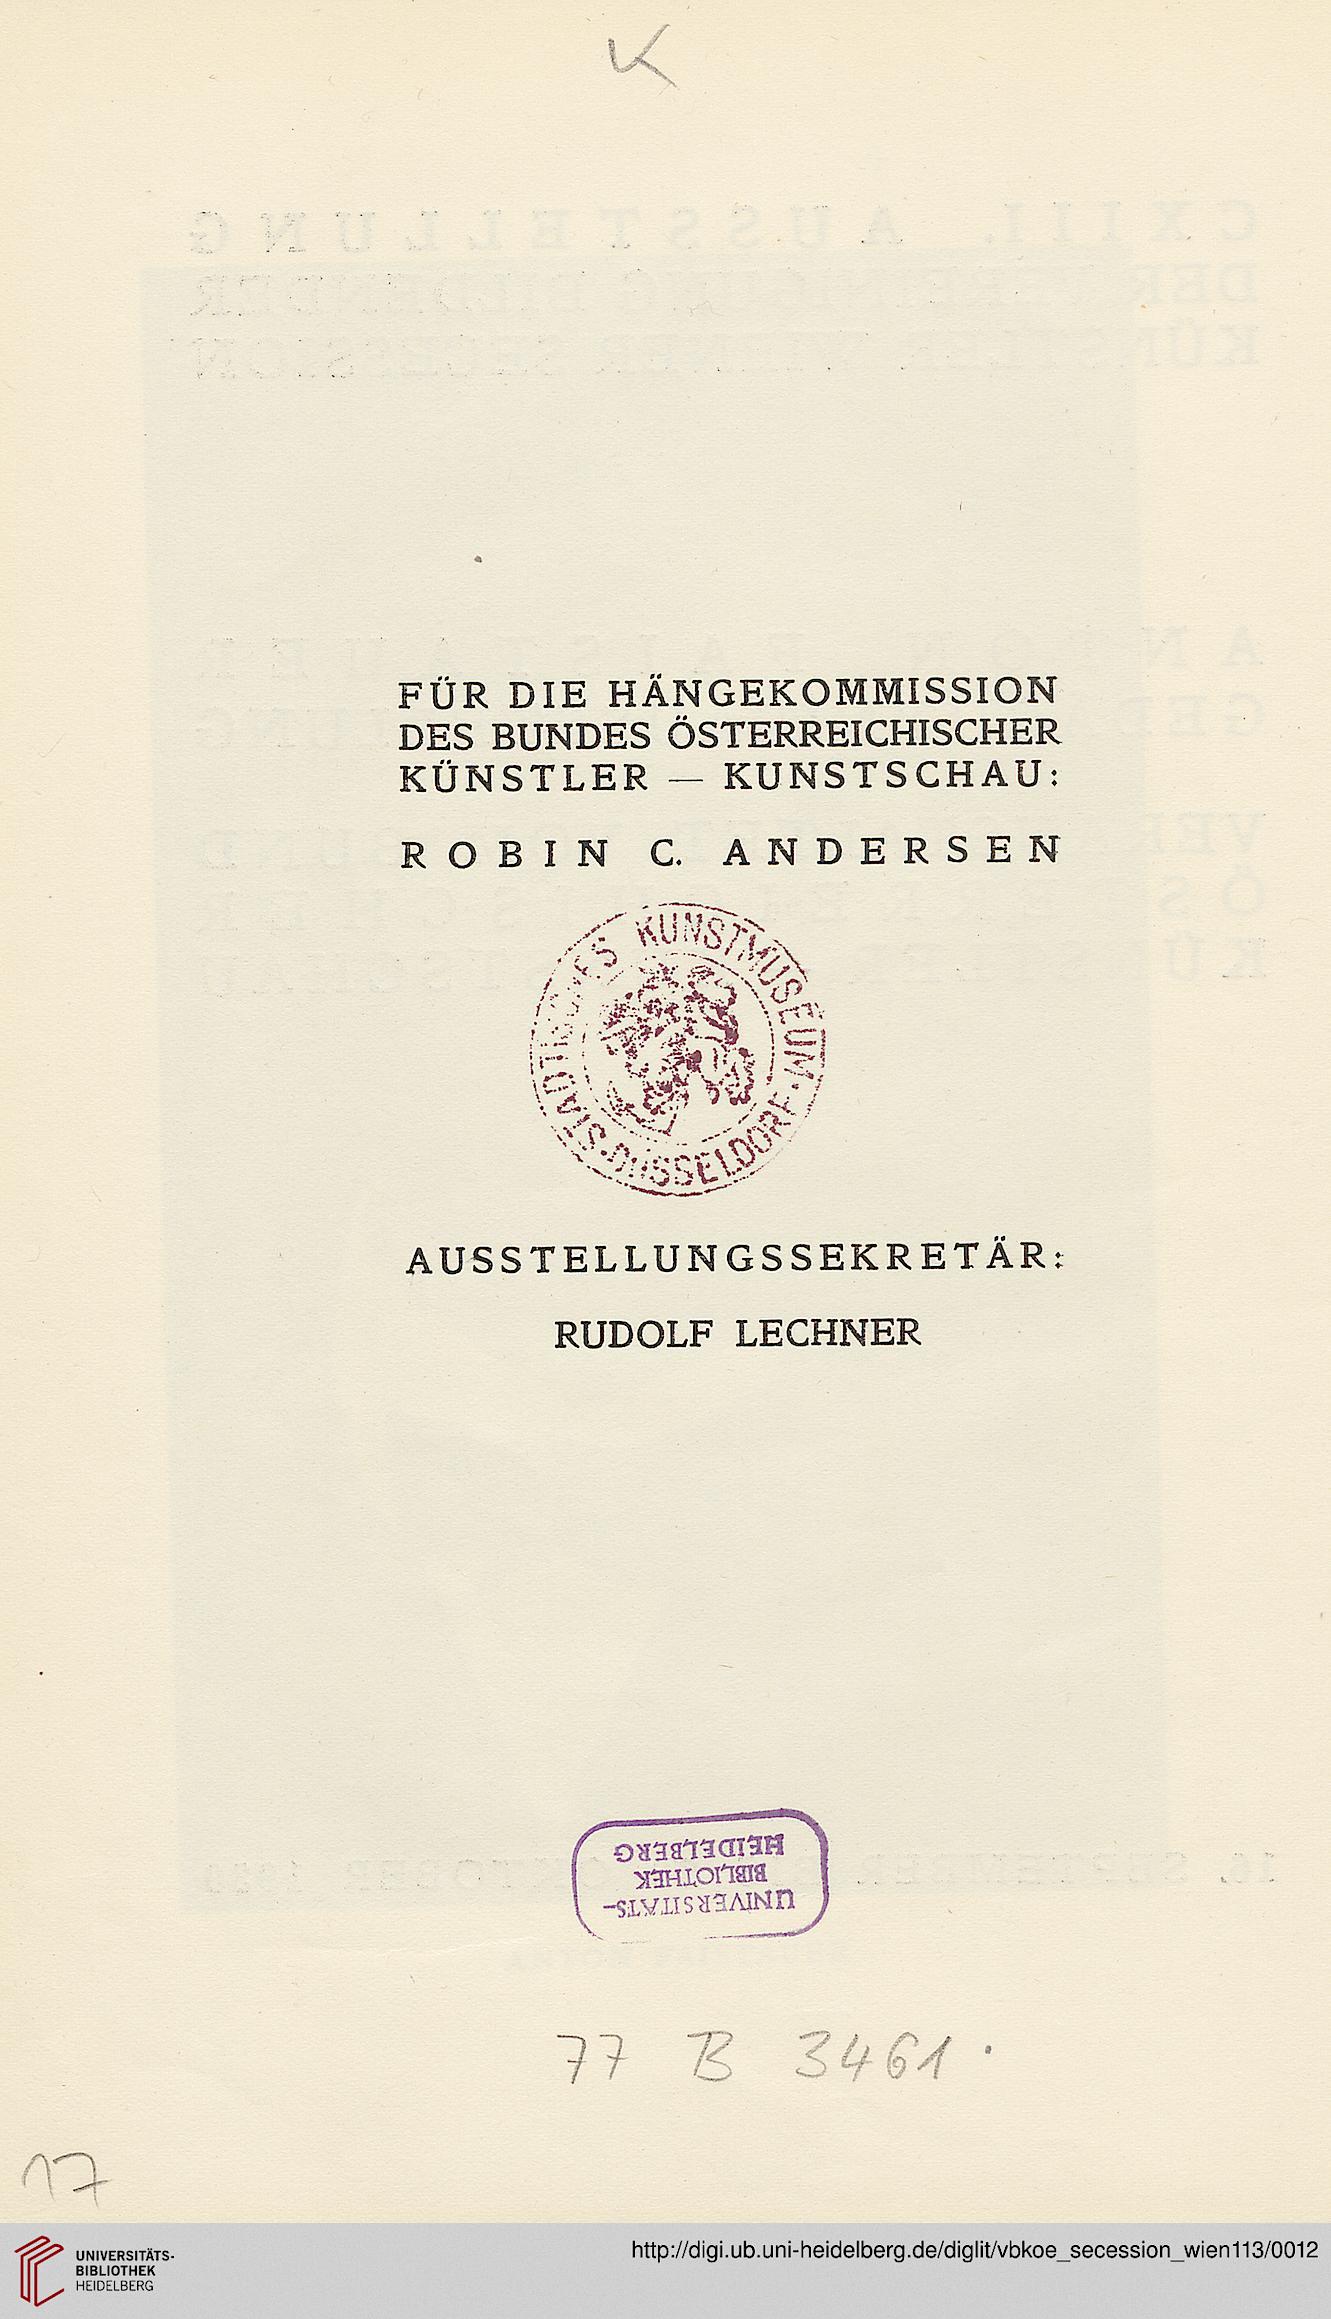 K
FÜR DIE HÄNGEKOMMISSION
DES BUNDES ÖSTERREICHISCHER
KÜNSTLER — KUNSTSCHAU:
ROBIN C. ANDERSEN
STÄDTISCHES KUNSTMUSEUM
DÜSSELDORF
AUSSTELLUNGSSEKRETÄR:
RUDOLF LECHNER
UNIVERSITÄTS-
BIBLIOTHEK
HEIDELBERG
77 B 3461.
17
UNIVERSITÄTS-
BIBLIOTHEK
HEIDELBERG
http://digi.ub.uni-heidelberg.de/diglit/vbkoe_secession_wien113/0012